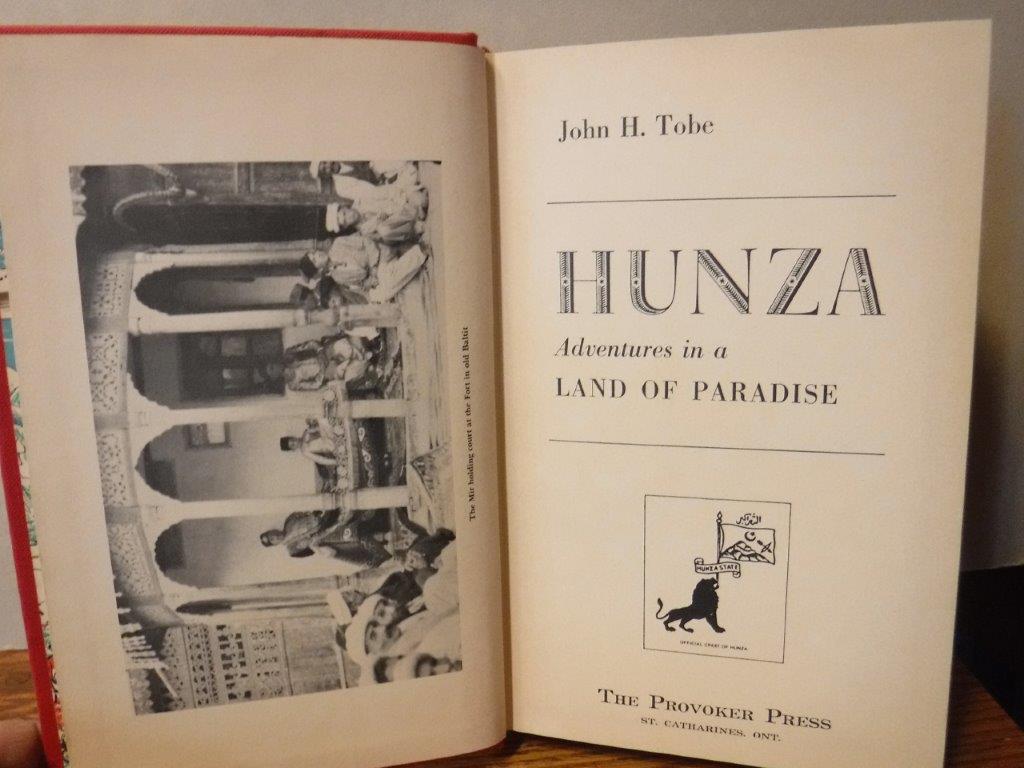 The Mir holding court at the Fort in old Baltit
John H. Tobe
HUNZA
Adventures in a
LAND OF PARADISE
HUNZA STATE
OFFICIAL CREST OF HUNZA
THE PROVOKER PRESS
ST. CATHARINES, ONT.